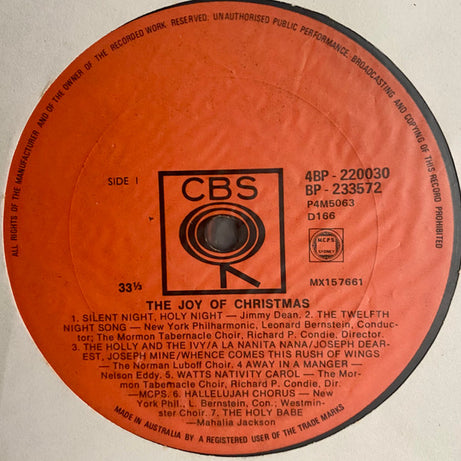 ALL RIGHTS OF THE MANUFACTURER AND OF THE OWNER OF THE RECORDED WORK RESERVED. UNAUTHORISED PUBLIC PERFORMANCE, BROADCASTING AND COPYING OF THIS RECORD PROHIBITED
SIDE 1
CBS
4BP - 220030
BP - 233572
P4M5063
D166
M.C.P.S.
SYDNEY
33⅓
MX157661
THE JOY OF CHRISTMAS
1. SILENT NIGHT, HOLY NIGHT — Jimmy Dean. 2. THE TWELFTH
NIGHT SONG — New York Philharmonic, Leonard Bernstein, Conduc-
tor; The Mormon Tabernacle Choir, Richard P. Condie, Director.
3. THE HOLLY AND THE IVY/A LA NANITA NANA/JOSEPH DEAR-
EST, JOSEPH MINE/WHENCE COMES THIS RUSH OF WINGS
— The Norman Luboff Choir. 4 AWAY IN A MANGER —
Nelson Eddy. 5. WATTS NATIVITY CAROL — The Mor-
mon Tabernacle Choir, Richard P. Condie, Dir.
—MCPS. 6. HALLELUJAH CHORUS — New
York Phil., L. Bernstein, Con.; Westmin-
ster Choir. 7. THE HOLY BABE
—Mahalia Jackson
MADE IN AUSTRALIA BY A REGISTERED USER OF THE TRADE MARKS